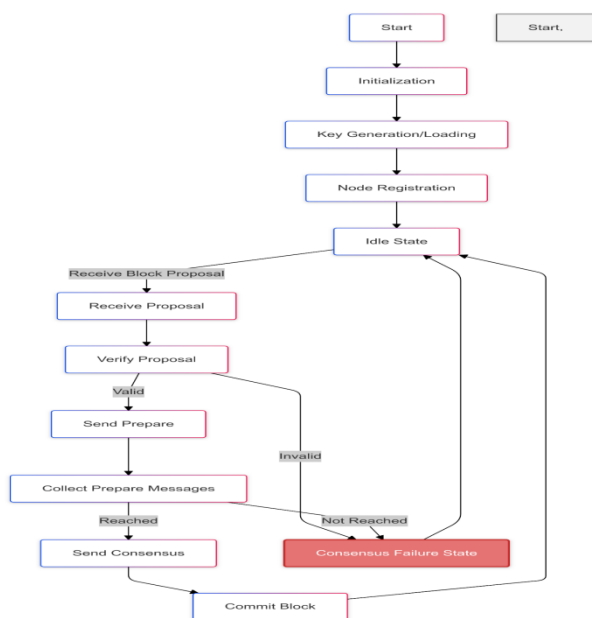 Start
Start,
Initialization
Key Generation/Loading
Node Registration
Idle State
Receive Block Proposal
Receive Proposal
Verify Proposal
Valid
Send Prepare
Invalid
Collect Prepare Messages
Reached
Not Reached
Send Consensus
Consensus Failure State
Commit Block